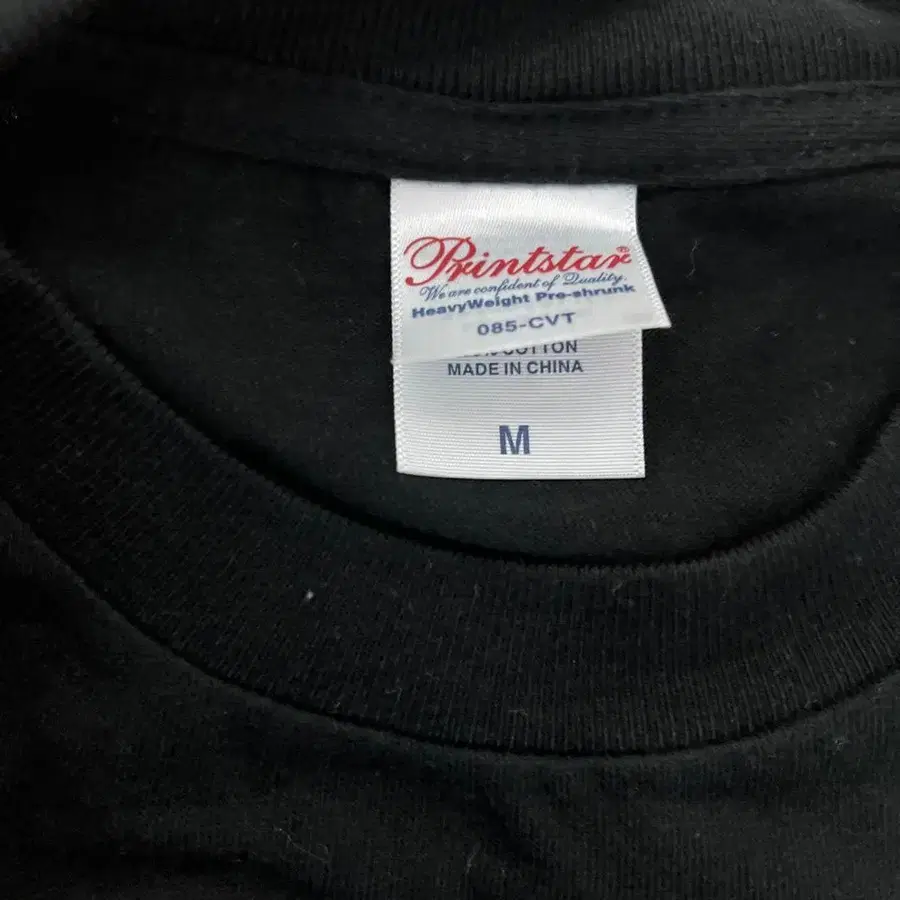 Printstar®
We are confident of Quality.
HeavyWeight Pre-shrunk
085-CVT
COTTON
MADE IN CHINA
M